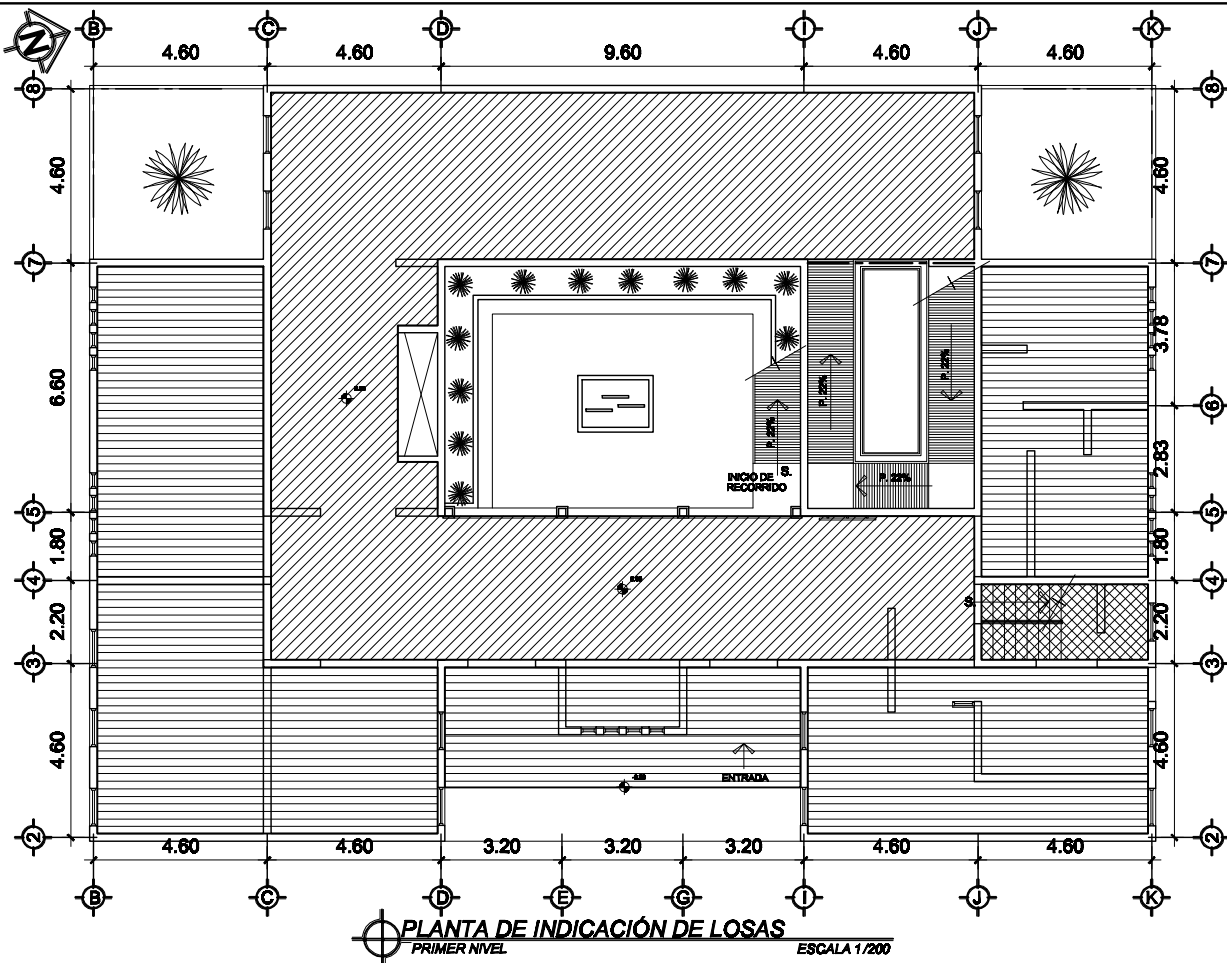 N
B C D I J K
4.60 4.60 9.60 4.60 4.60
8 8
4.60 4.60
7 7
3.78
P. 22%
P. 22%
6.60
6
2.83
P. 22%
S.
INICIO DE
RECORRIDO
P. 22%
5 5
1.80 1.80
4 4
S.
2.20 2.20
3 3
4.60 4.60
ENTRADA
2 2
4.60 4.60 3.20 3.20 3.20 4.60 4.60
B C D E G I J K
PLANTA DE INDICACIÓN DE LOSAS
PRIMER NIVEL ESCALA 1/200